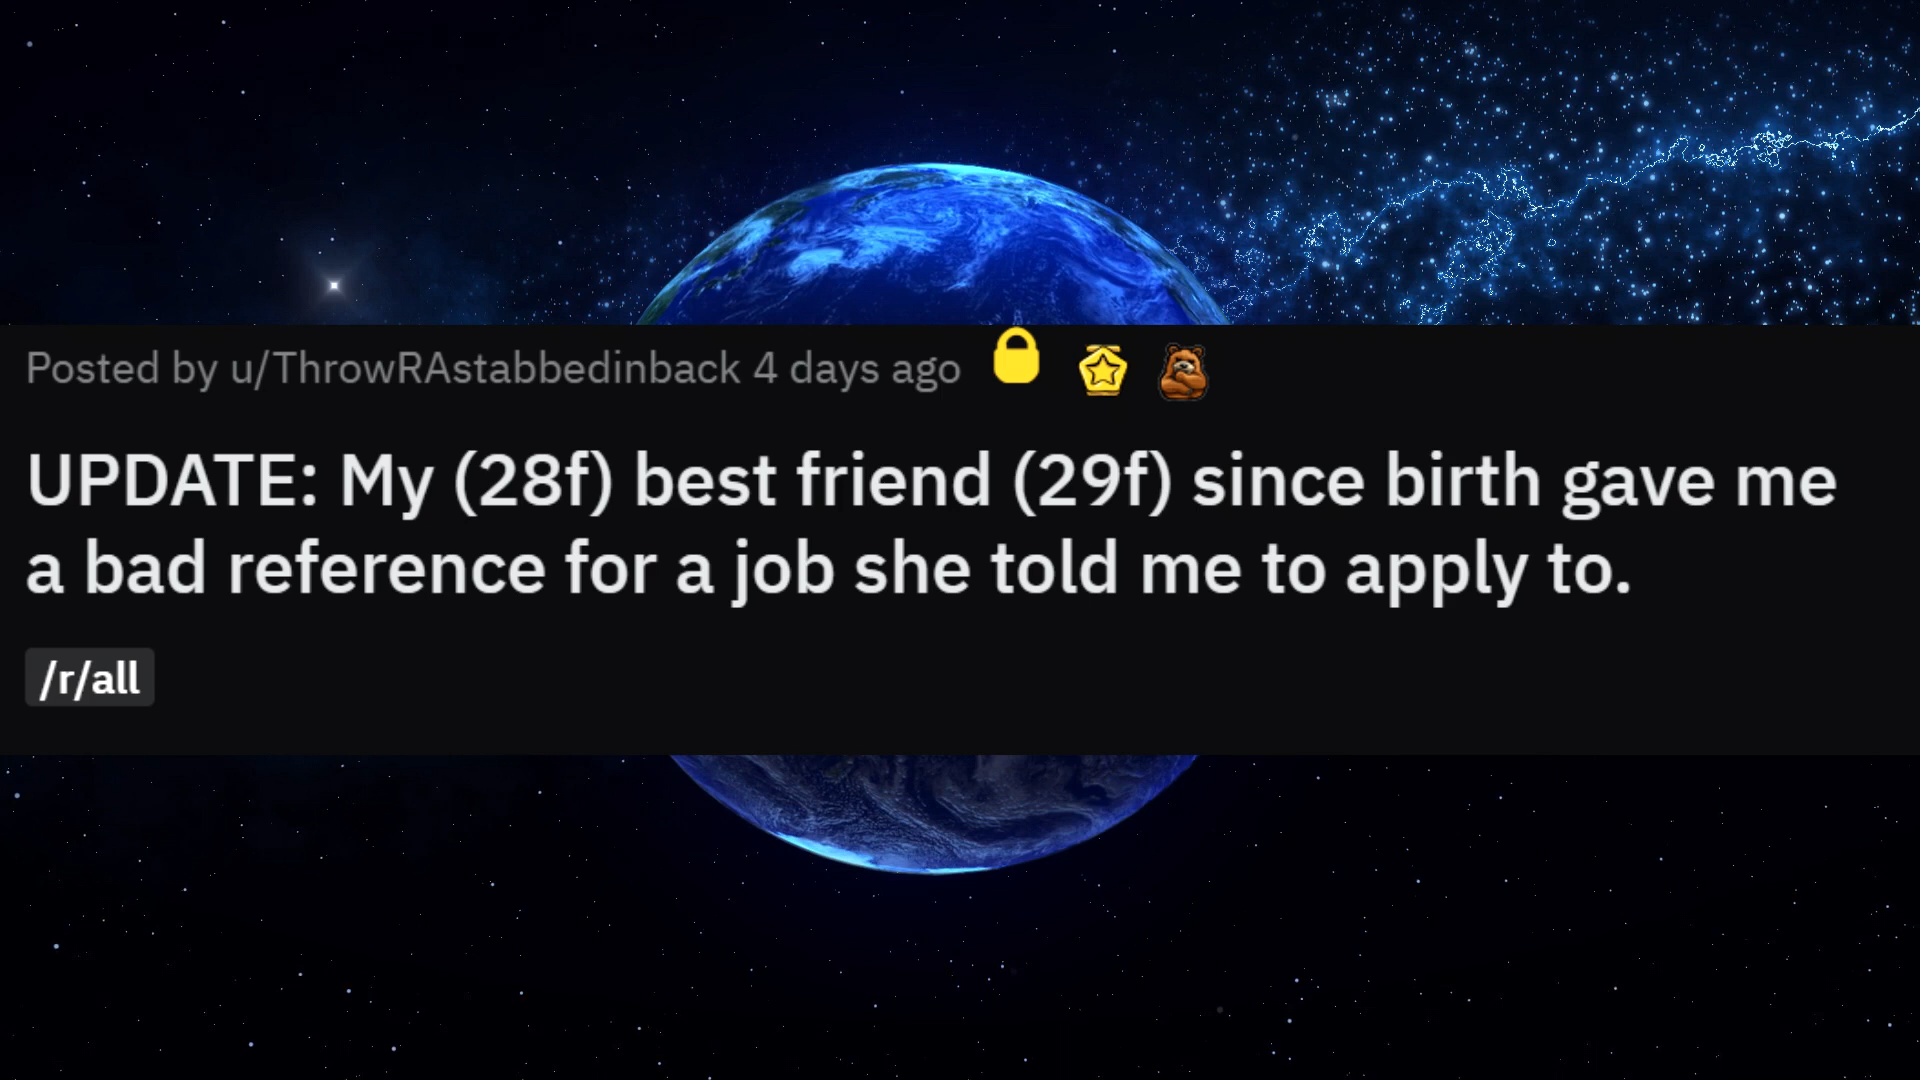 Posted by u/ThrowRAstabbedinback 4 days ago
UPDATE: My (28f) best friend (29f) since birth gave me
a bad reference for a job she told me to apply to.
/r/all